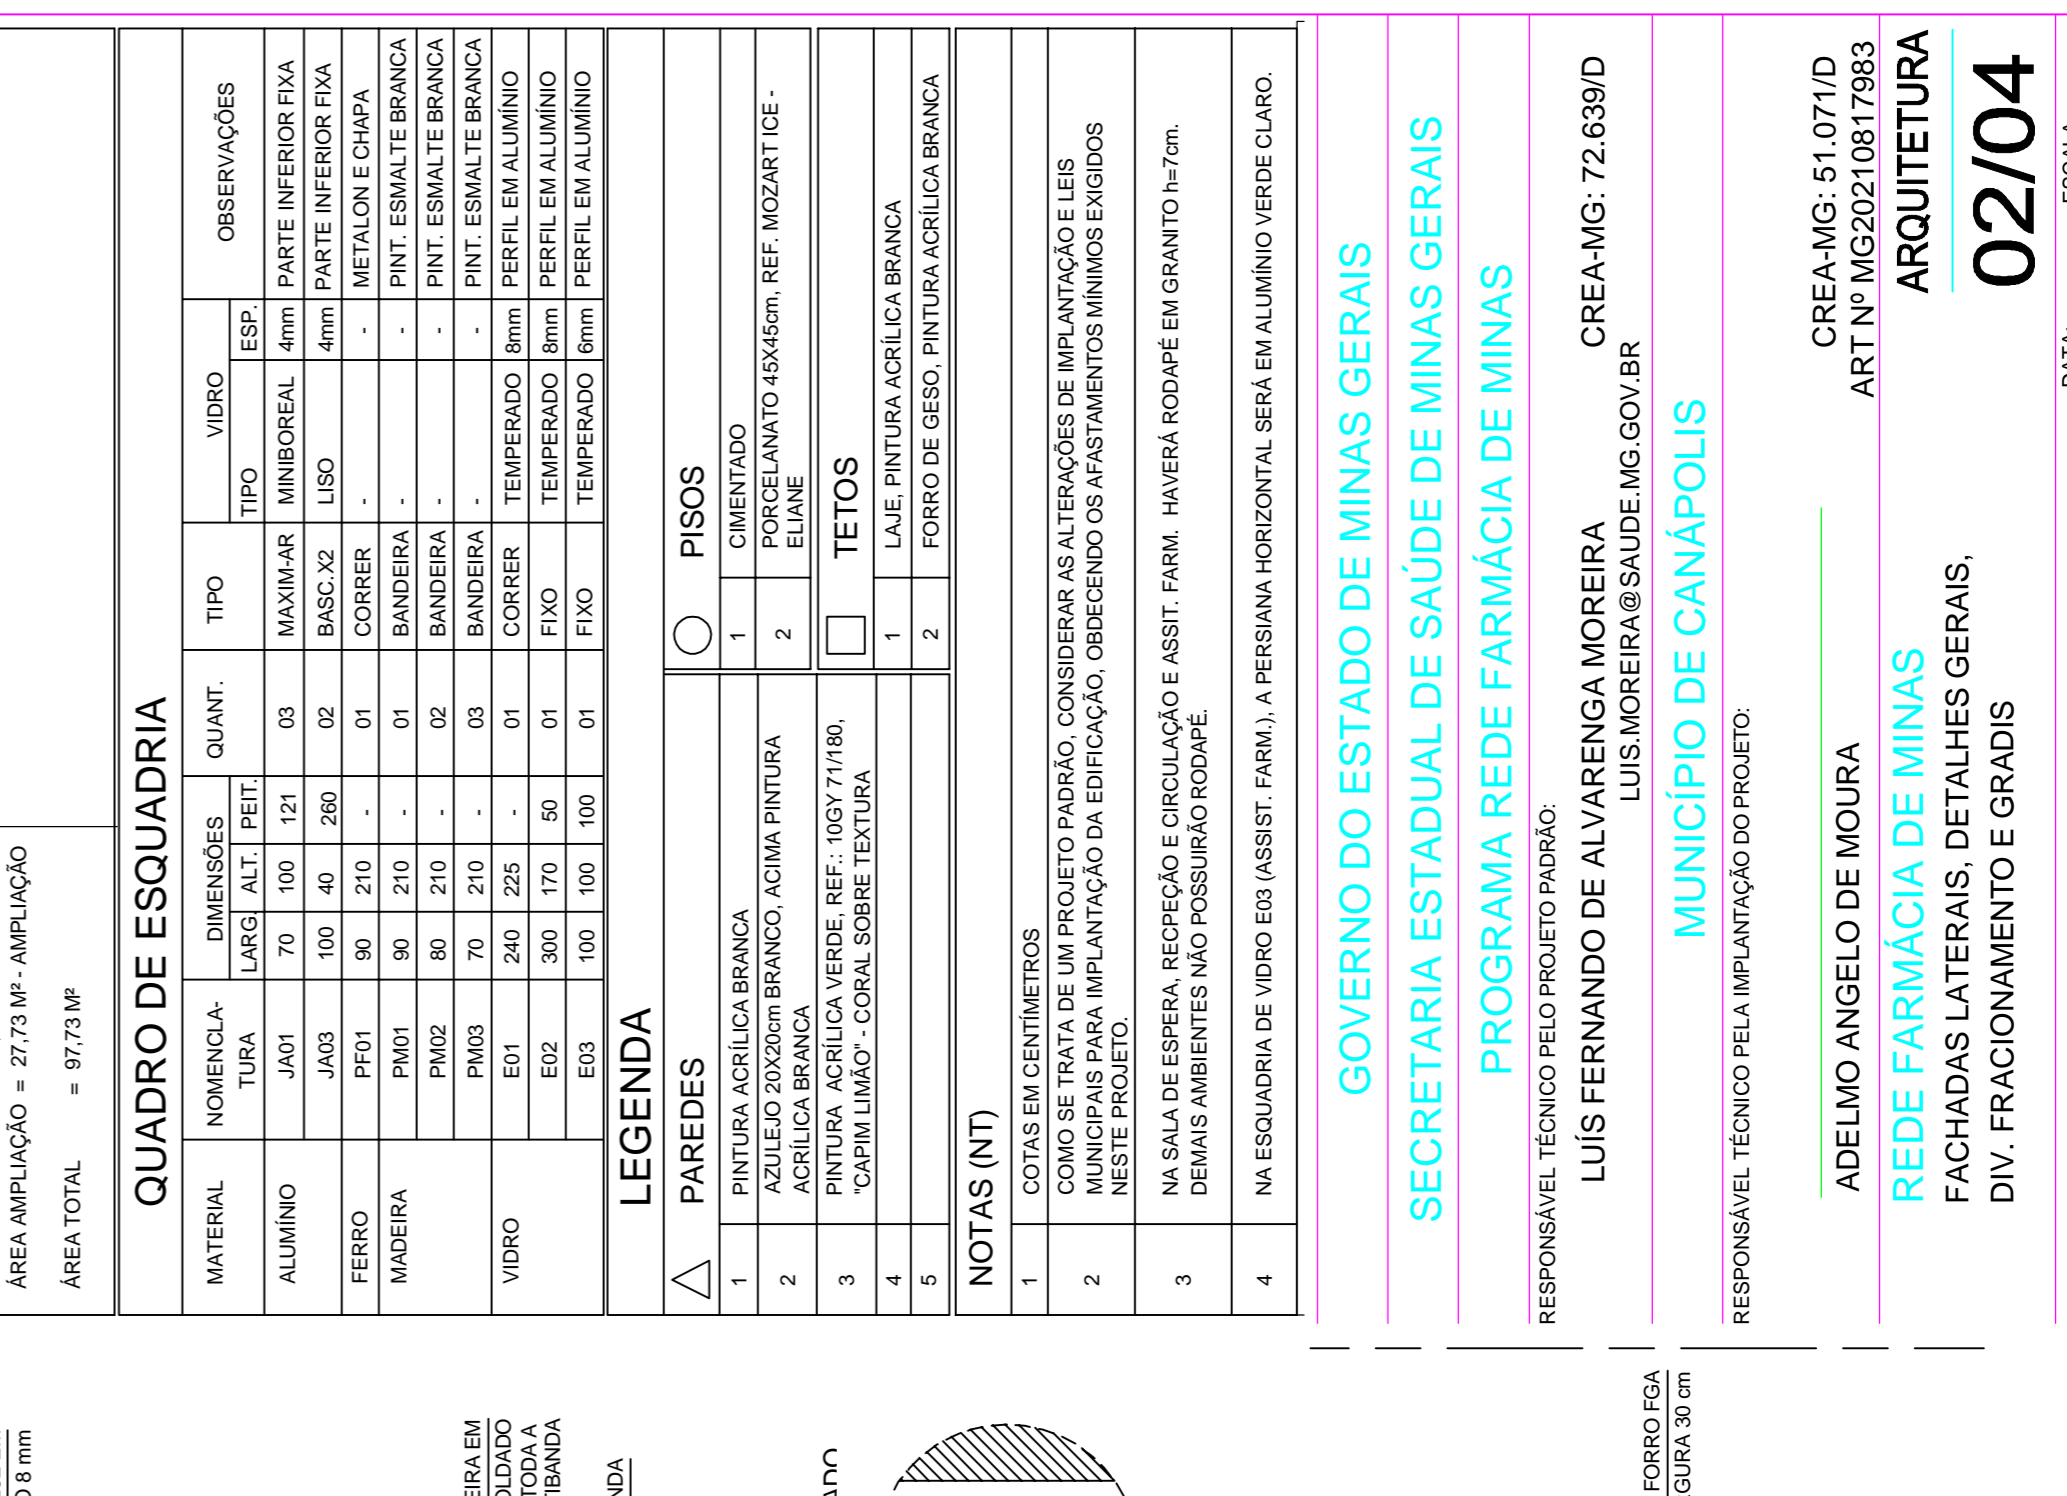 ÁREA AMPLIAÇÃO = 27,73 M² - AMPLIAÇÃO
ÁREA TOTAL = 97,73 M²
QUADRO DE ESQUADRIA
MATERIAL NOMENCLA-TURA DIMENSÕES QUANT. TIPO VIDRO OBSERVAÇÕES
LARG. ALT. PEIT. TIPO ESP.
ALUMÍNIO JA01 70 100 121 03 MAXIM-AR MINIBOREAL 4mm PARTE INFERIOR FIXA
JA03 100 40 260 02 BASC.X2 LISO 4mm PARTE INFERIOR FIXA
FERRO PF01 90 210 - 01 CORRER - - METALON E CHAPA
MADEIRA PM01 90 210 - 01 BANDEIRA - - PINT. ESMALTE BRANCA
PM02 80 210 - 02 BANDEIRA - - PINT. ESMALTE BRANCA
PM03 70 210 - 03 BANDEIRA - - PINT. ESMALTE BRANCA
VIDRO E01 240 225 - 01 CORRER TEMPERADO 8mm PERFIL EM ALUMÍNIO
E02 300 170 50 01 FIXO TEMPERADO 8mm PERFIL EM ALUMÍNIO
E03 100 100 100 01 FIXO TEMPERADO 6mm PERFIL EM ALUMÍNIO
LEGENDA
PAREDES
1 PINTURA ACRÍLICA BRANCA
2 AZULEJO 20X20cm BRANCO, ACIMA PINTURA
ACRÍLICA BRANCA
3 PINTURA ACRÍLICA VERDE, REF.: 10GY 71/180,
"CAPIM LIMÃO" - CORAL SOBRE TEXTURA
4
5
PISOS
1 CIMENTADO
2 PORCELANATO 45X45cm, REF. MOZART ICE -
ELIANE
TETOS
1 LAJE, PINTURA ACRÍLICA BRANCA
2 FORRO DE GESO, PINTURA ACRÍLICA BRANCA
NOTAS (NT)
1 COTAS EM CENTÍMETROS
2 COMO SE TRATA DE UM PROJETO PADRÃO, CONSIDERAR AS ALTERAÇÕES DE IMPLANTAÇÃO E LEIS
MUNICIPAIS PARA IMPLANTAÇÃO DA EDIFICAÇÃO, OBDECENDO OS AFASTAMENTOS MÍNIMOS EXIGIDOS
NESTE PROJETO.
3 NA SALA DE ESPERA, RECPEÇÃO E CIRCULAÇÃO E ASSIT. FARM. HAVERÁ RODAPÉ EM GRANITO h=7cm.
DEMAIS AMBIENTES NÃO POSSUIRÃO RODAPÉ.
4 NA ESQUADRIA DE VIDRO E03 (ASSIST. FARM.), A PERSIANA HORIZONTAL SERÁ EM ALUMÍNIO VERDE CLARO.
GOVERNO DO ESTADO DE MINAS GERAIS
SECRETARIA ESTADUAL DE SAÚDE DE MINAS GERAIS
PROGRAMA REDE FARMÁCIA DE MINAS
RESPONSÁVEL TÉCNICO PELO PROJETO PADRÃO:
LUÍS FERNANDO DE ALVARENGA MOREIRA CREA-MG: 72.639/D
LUIS.MOREIRA@SAUDE.MG.GOV.BR
MUNICÍPIO DE CANÁPOLIS
RESPONSÁVEL TÉCNICO PELA IMPLANTAÇÃO DO PROJETO:
CREA-MG: 51.071/D
ADELMO ANGELO DE MOURA ART Nº MG20210817983
REDE FARMÁCIA DE MINAS ARQUITETURA
FACHADAS LATERAIS, DETALHES GERAIS,
DIV. FRACIONAMENTO E GRADIS
02/04
8 mm
EIRA EM
OLDADO
TODA A
TIBANDA
NDA
FORRO FGA
GURA 30 cm